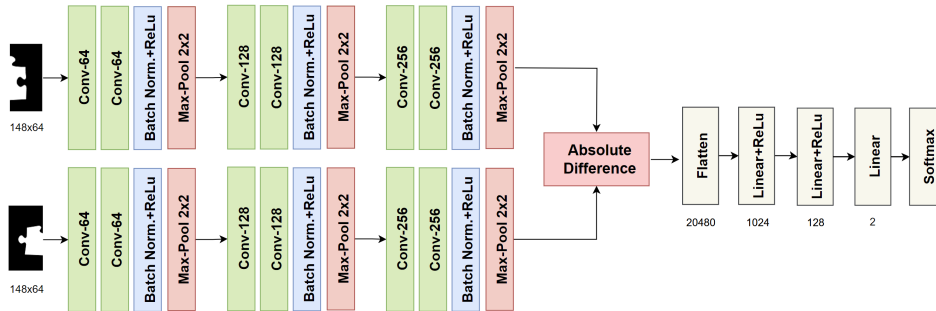 148x64
Conv-64
Conv-64
Batch Norm.+ReLu
Max-Pool 2x2
Conv-128
Conv-128
Batch Norm.+ReLu
Max-Pool 2x2
Conv-256
Conv-256
Batch Norm.+ReLu
Max-Pool 2x2
148x64
Conv-64
Conv-64
Batch Norm.+ReLu
Max-Pool 2x2
Conv-128
Conv-128
Batch Norm.+ReLu
Max-Pool 2x2
Conv-256
Conv-256
Batch Norm.+ReLu
Max-Pool 2x2
Absolute
Difference
Flatten
Linear+ReLu
Linear+ReLu
Linear
Softmax
20480
1024
128
2